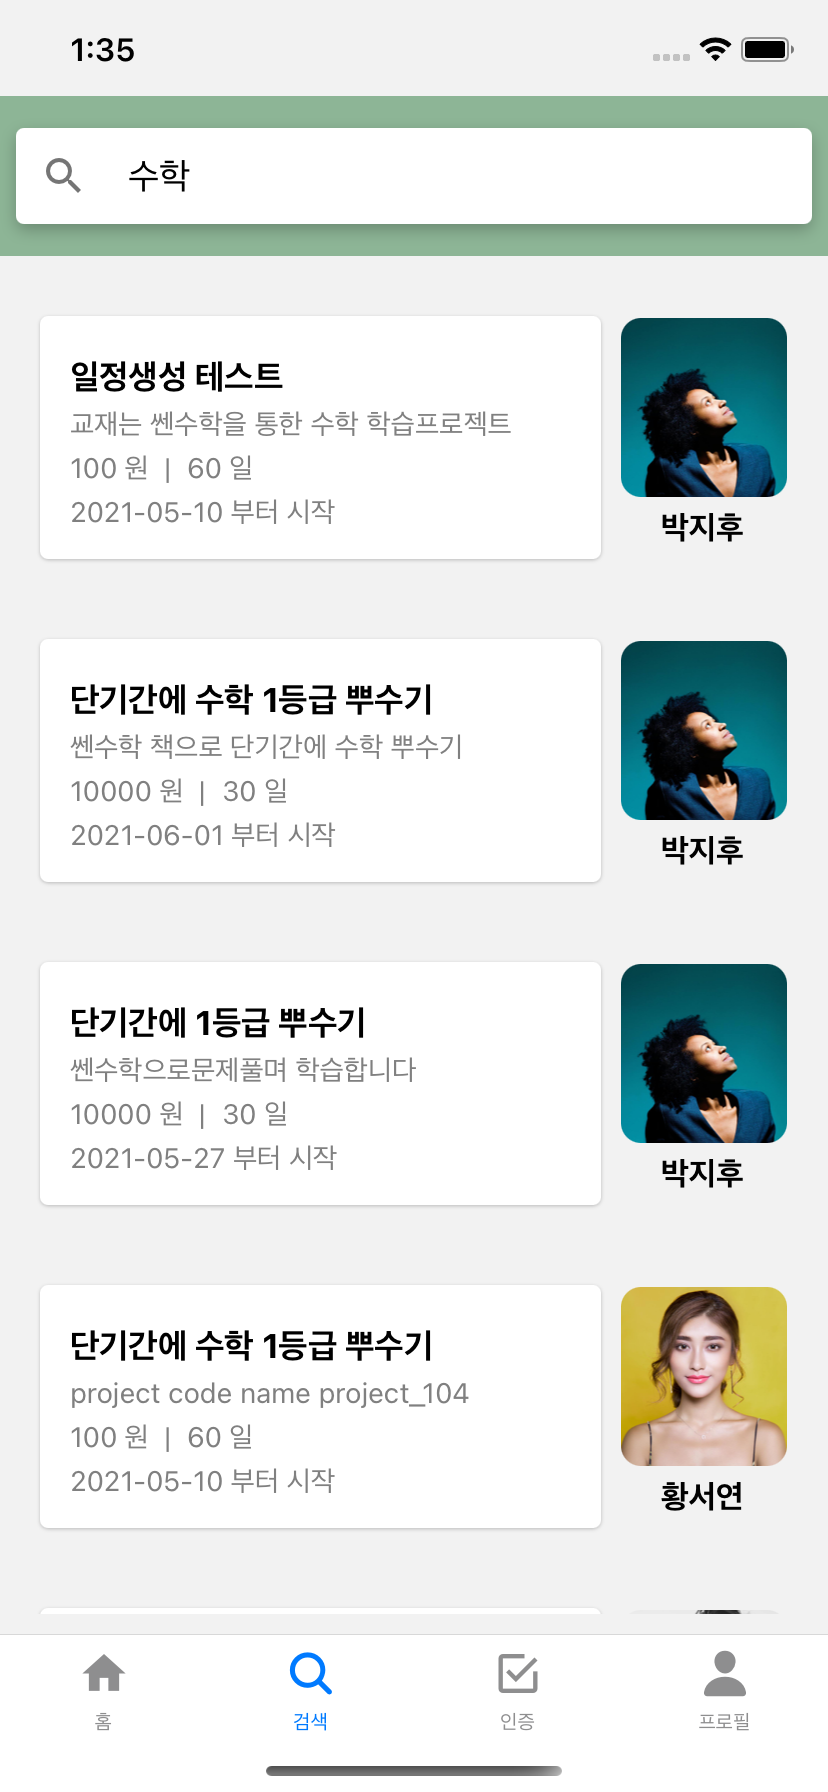 1:35
수학
일정생성 테스트
교재는 쎈수학을 통한 수학 학습프로젝트
100 원 | 60 일
2021-05-10 부터 시작
박지후
단기간에 수학 1등급 뿌수기
쎈수학 책으로 단기간에 수학 뿌수기
10000 원 | 30 일
2021-06-01 부터 시작
박지후
단기간에 1등급 뿌수기
쎈수학으로문제풀며 학습합니다
10000 원 | 30 일
2021-05-27 부터 시작
박지후
단기간에 수학 1등급 뿌수기
project code name project_104
100 원 | 60 일
2021-05-10 부터 시작
황서연
홈
검색
인증
프로필